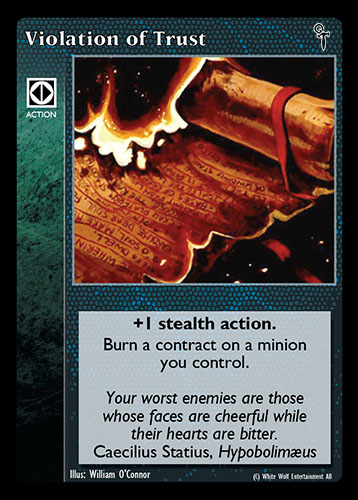 Violation of Trust
ACTION
+1 stealth action.
Burn a contract on a minion
you control.
Your worst enemies are those
whose faces are cheerful while
their hearts are bitter.
Caecilius Statius, Hypobolimæus
Illus: William O'Connor
(C) White Wolf Entertainment AB